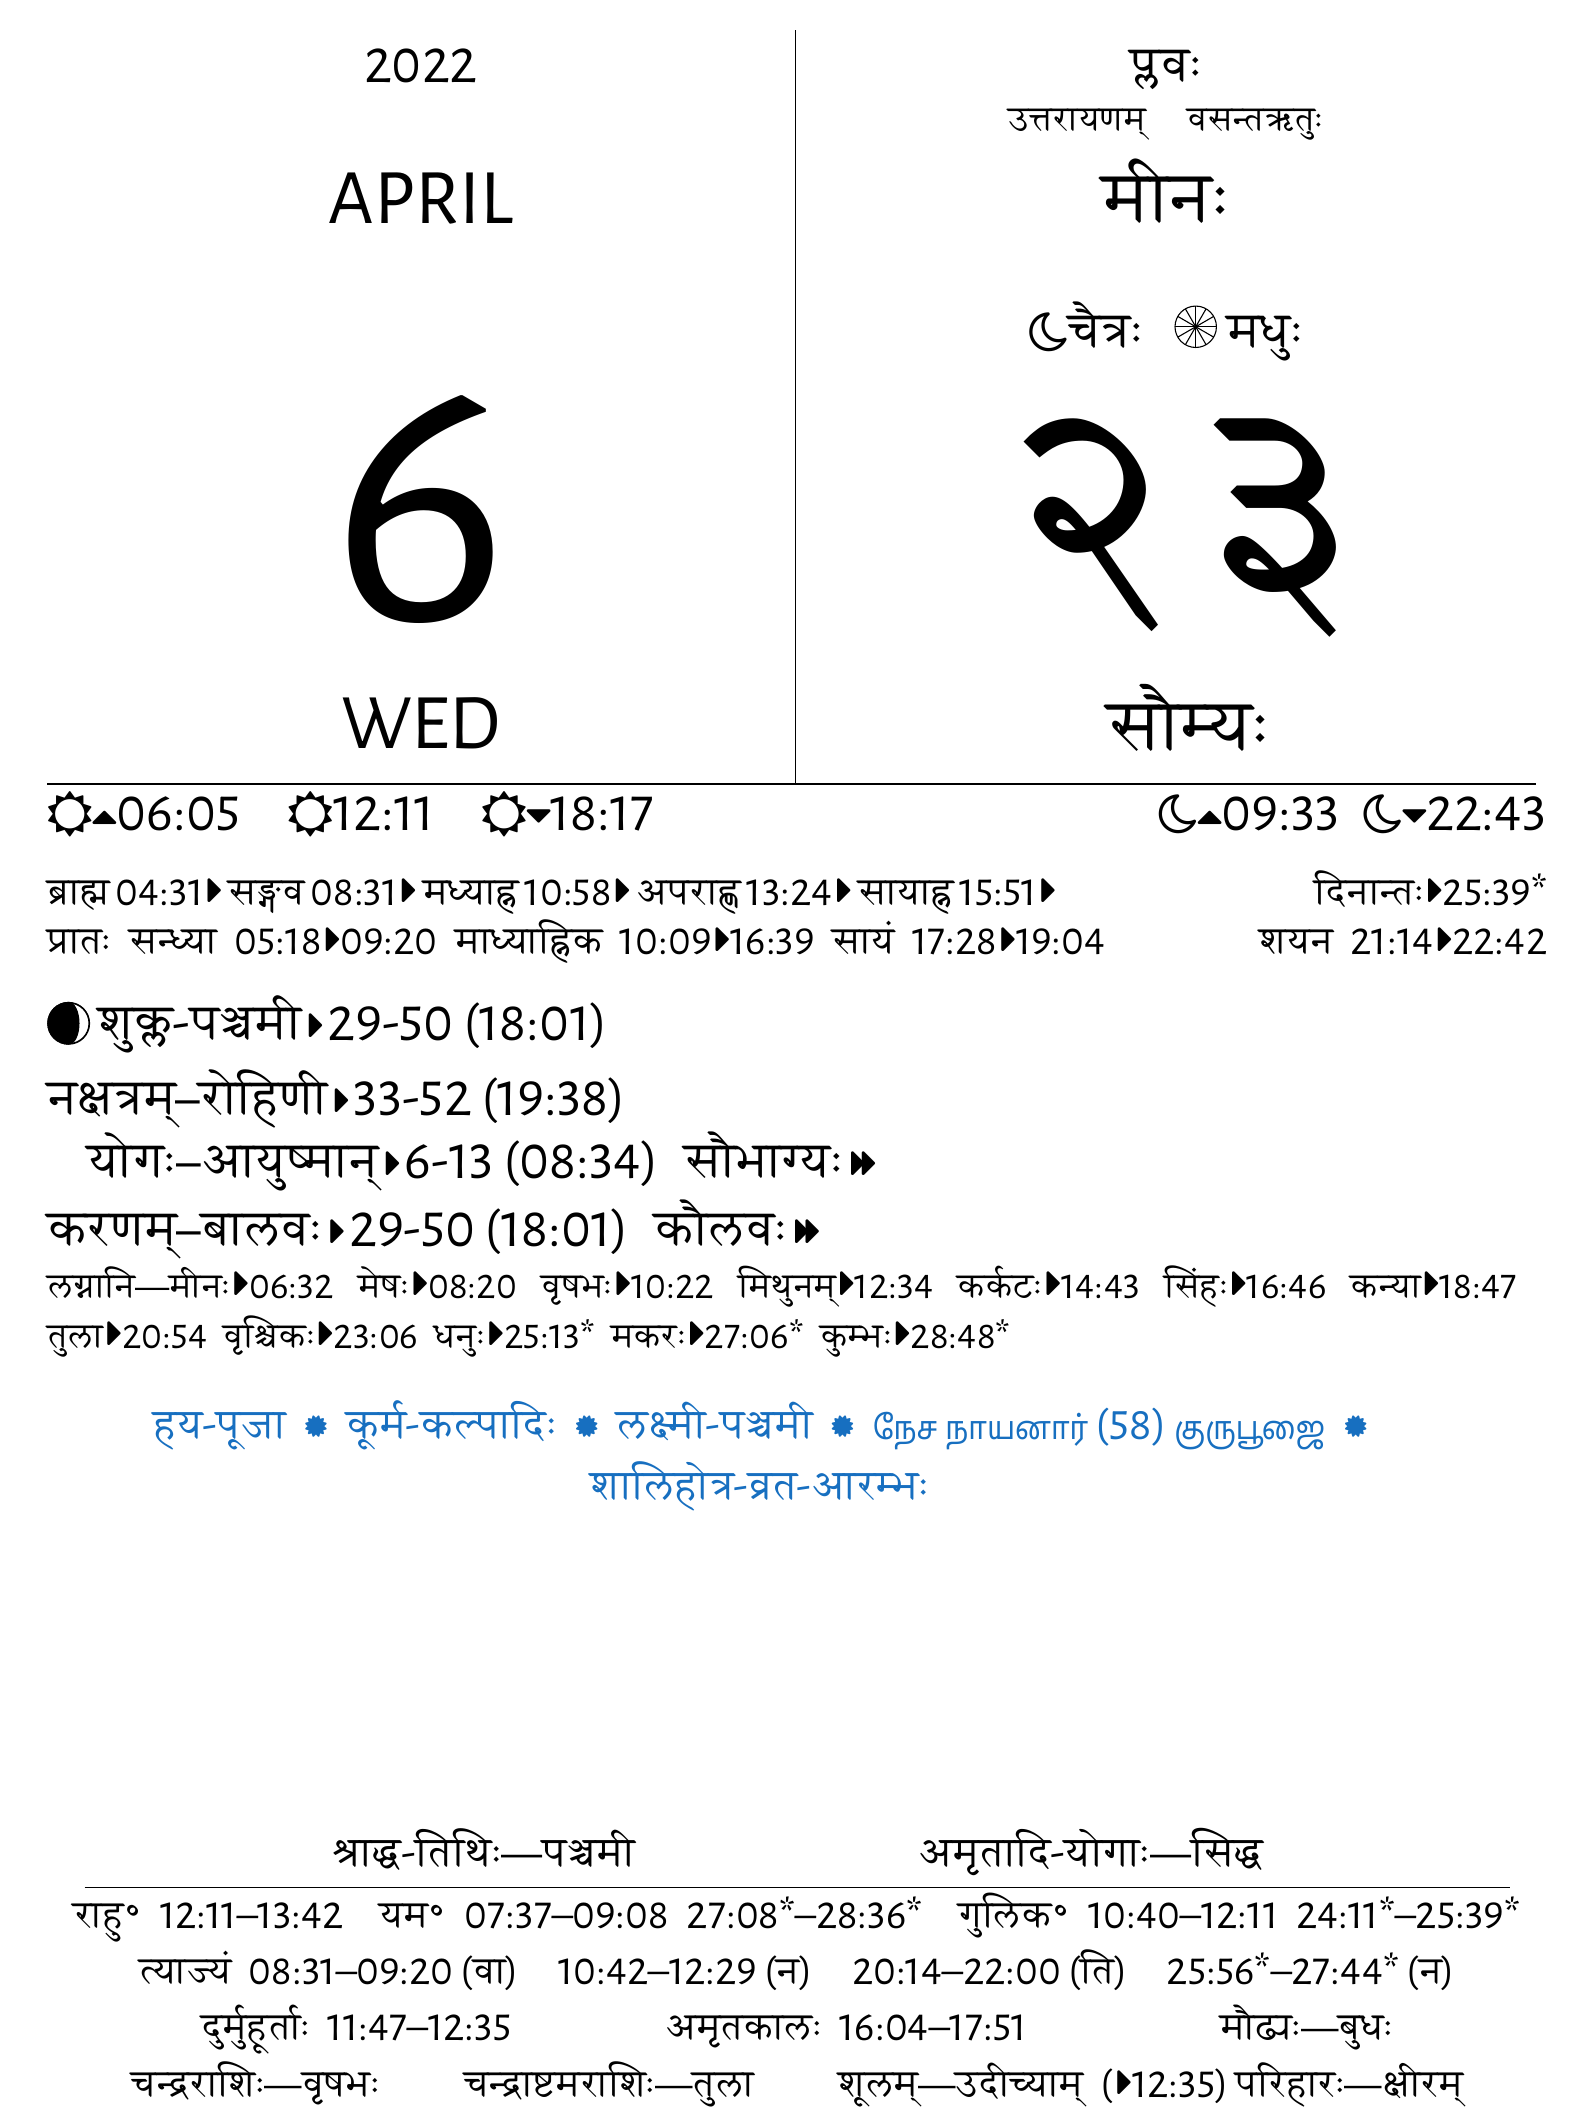 2022
APRIL
6
WED
प्लवः
उत्तरायणम् वसन्तऋतुः
मीनः
चैत्रः मधुः
२३
सौम्यः
06:05 12:11 18:17 09:33 22:43
ब्राह्म 04:31 सङ्गव 08:31 मध्याह्न 10:58 अपराह्ण 13:24 सायाह्न 15:51 दिनान्तः 25:39*
प्रातः सन्ध्या 05:18 09:20 माध्याह्निक 10:09 16:39 सायं 17:28 19:04 शयन 21:14 22:42
शुक्ल-पञ्चमी 29-50 (18:01)
नक्षत्रम्–रोहिणी 33-52 (19:38)
योगः–आयुष्मान् 6-13 (08:34) सौभाग्यः
करणम्–बालवः 29-50 (18:01) कौलवः
लग्नानि—मीनः 06:32 मेषः 08:20 वृषभः 10:22 मिथुनम् 12:34 कर्कटः 14:43 सिंहः 16:46 कन्या 18:47
तुला 20:54 वृश्चिकः 23:06 धनुः 25:13* मकरः 27:06* कुम्भः 28:48*
हय-पूजा कूर्म-कल्पादिः लक्ष्मी-पञ्चमी நேச நாயனார் (58) குருபூஜை
शालिहोत्र-व्रत-आरम्भः
श्राद्ध-तिथिः—पञ्चमी अमृतादि-योगाः—सिद्ध
राहु॰ 12:11–13:42 यम॰ 07:37–09:08 27:08*–28:36* गुलिक॰ 10:40–12:11 24:11*–25:39*
त्याज्यं 08:31–09:20 (वा) 10:42–12:29 (न) 20:14–22:00 (ति) 25:56*–27:44* (न)
दुर्मुहूर्ताः 11:47–12:35 अमृतकालः 16:04–17:51 मौढ्यः—बुधः
चन्द्रराशिः—वृषभः चन्द्राष्टमराशिः—तुला शूलम्—उदीच्याम् (12:35) परिहारः—क्षीरम्